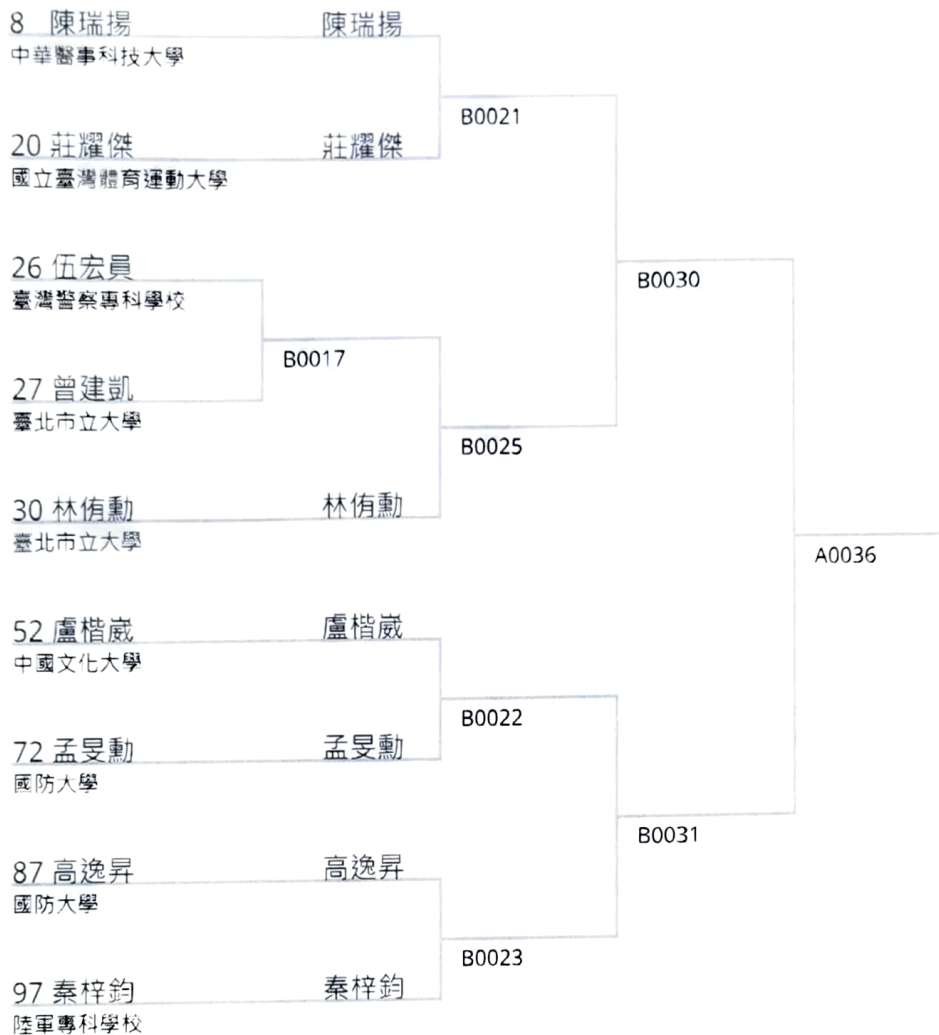 8 陳瑞揚 陳瑞揚
中華醫事科技大學
B0021
20 莊耀傑 莊耀傑
國立臺灣體育運動大學
26 伍宏員
臺灣警察專科學校
B0030
B0017
27 曾建凱
臺北市立大學
B0025
30 林侑勳 林侑勳
臺北市立大學
A0036
52 盧楷崴 盧楷崴
中國文化大學
B0022
72 孟旻勳 孟旻勳
國防大學
B0031
87 高逸昇 高逸昇
國防大學
B0023
97 秦梓鈞 秦梓鈞
陸軍專科學校